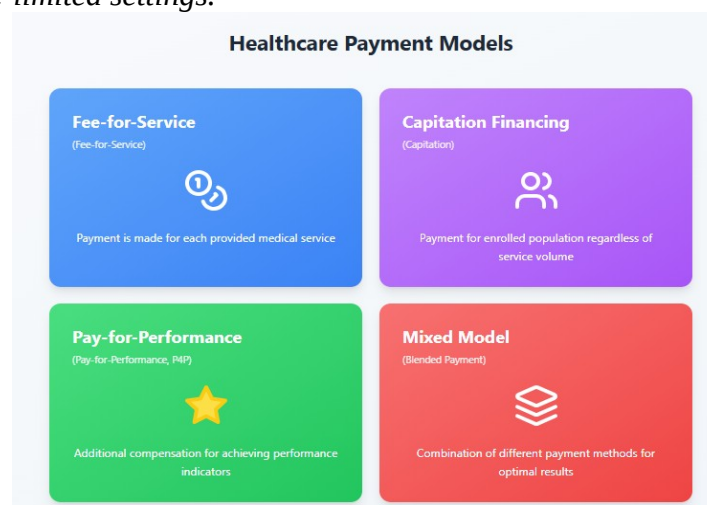 limited settings.
Healthcare Payment Models
Fee-for-Service
(Fee-for-Service)
Payment is made for each provided medical service
Capitation Financing
(Capitation)
Payment for enrolled population regardless of
service volume
Pay-for-Performance
(Pay-for-Performance, P4P)
Additional compensation for achieving performance
indicators
Mixed Model
(Blended Payment)
Combination of different payment methods for
optimal results